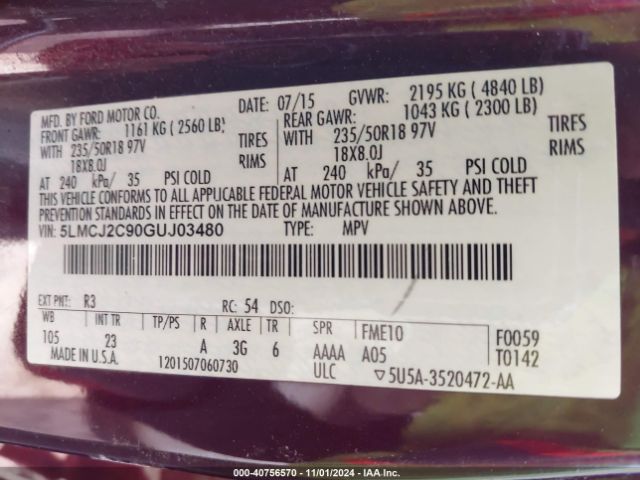 MFD. BY FORD MOTOR CO.
DATE: 07/15 GVWR: 2195 KG ( 4840 LB)
FRONT GAWR: 1161 KG ( 2560 LB) REAR GAWR: 1043 KG ( 2300 LB)
WITH 235/50R18 97V TIRES WITH 235/50R18 97V TIRES
18X8.0J RIMS 18X8.0J RIMS
AT 240 kPa/ 35 PSI COLD AT 240 kPa/ 35 PSI COLD
THIS VEHICLE CONFORMS TO ALL APPLICABLE FEDERAL MOTOR VEHICLE SAFETY AND THEFT
PREVENTION STANDARDS IN EFFECT ON THE DATE OF MANUFACTURE SHOWN ABOVE.
VIN: 5LMCJ2C90GUJ03480 TYPE: MPV
EXT PNT: R3 RC: 54 DSO:
WB INT TR TP/PS R AXLE TR SPR FME10 F0059
105 23 A 3G 6 AAAA A05 T0142
MADE IN U.S.A. 1201507060730 ULC ▽5U5A-3520472-AA
000-40756570 - 11/01/2024 - IAA Inc.